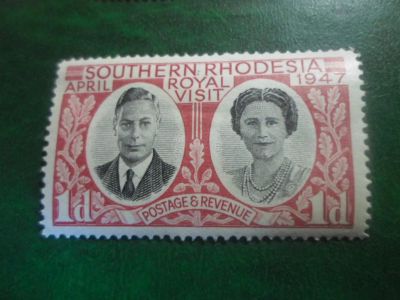 SOUTHERN RHODESIA
APRIL ROYAL 1947
VISIT
1d POSTAGE & REVENUE 1d